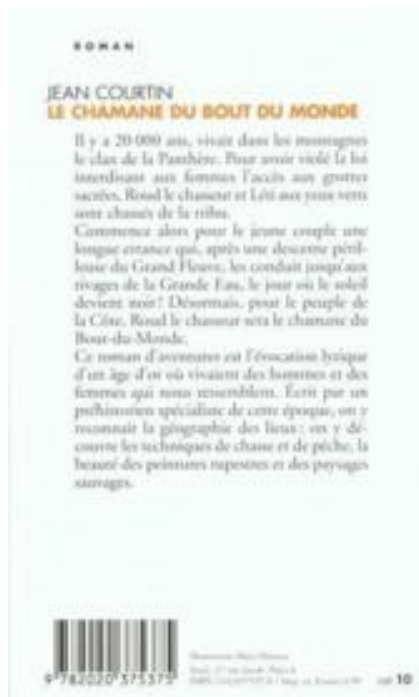 ROMAN
JEAN COURTIN
LE CHAMANE DU BOUT DU MONDE
Il y a 20 000 ans, vivait dans les montagnes
le clan de la Panthère. Pour avoir violé la loi
interdisant aux femmes l'accès aux grottes
sacrées, Roud le chasseur et Léti aux yeux verts
sont chassés de la tribu.
Commence alors pour le jeune couple une
longue errance qui, après une descente péril-
leuse du Grand Fleuve, les conduit jusqu'aux
rivages de la Grande Eau, le jour où le soleil
devient noir! Désormais, pour le peuple de
la Côte, Roud le chasseur sera le chamane du
Bout-du-Monde.
Ce roman d'aventures est l'évocation lyrique
d'un âge d'or où vivaient des hommes et des
femmes qui nous ressemblent. Écrit par un
préhistorien spécialiste de cette époque, on y
reconnaît la géographie des lieux; on y dé-
couvre les techniques de chasse et de pêche, la
beauté des peintures rupestres et des paysages
sauvages.
9 782020 375375
10